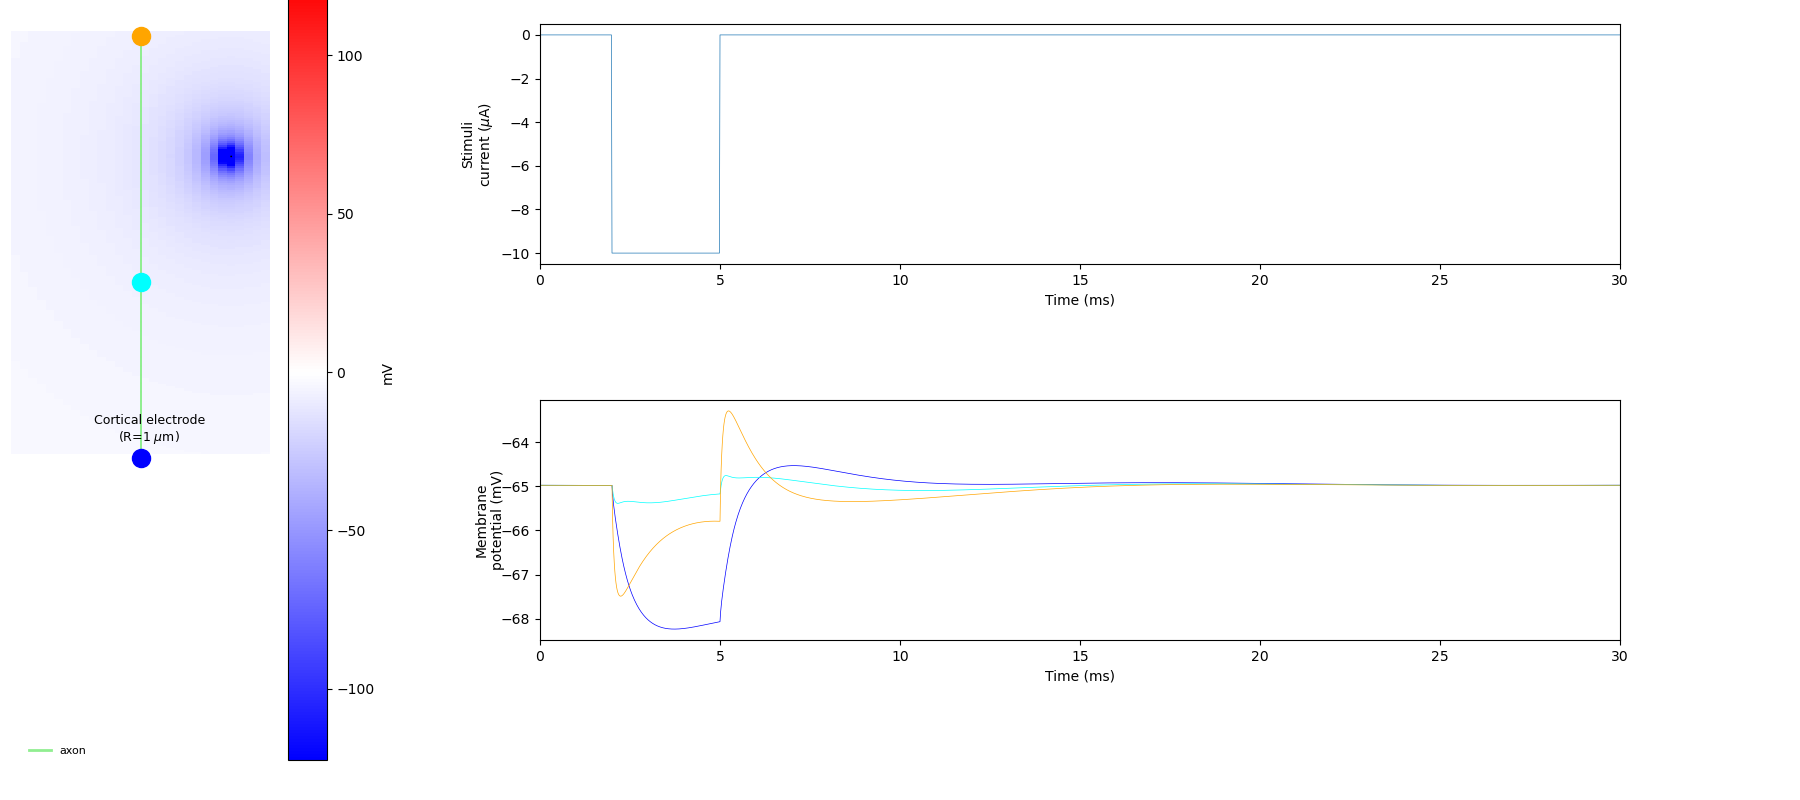 Cortical electrode
(R=1 μm)
axon
100
50
0
−50
−100
mV
0
−2
−4
−6
−8
−10
Stimuli
current (μA)
0 5 10 15 20 25 30
Time (ms)
−64
−65
−66
−67
−68
Membrane
potential (mV)
0 5 10 15 20 25 30
Time (ms)